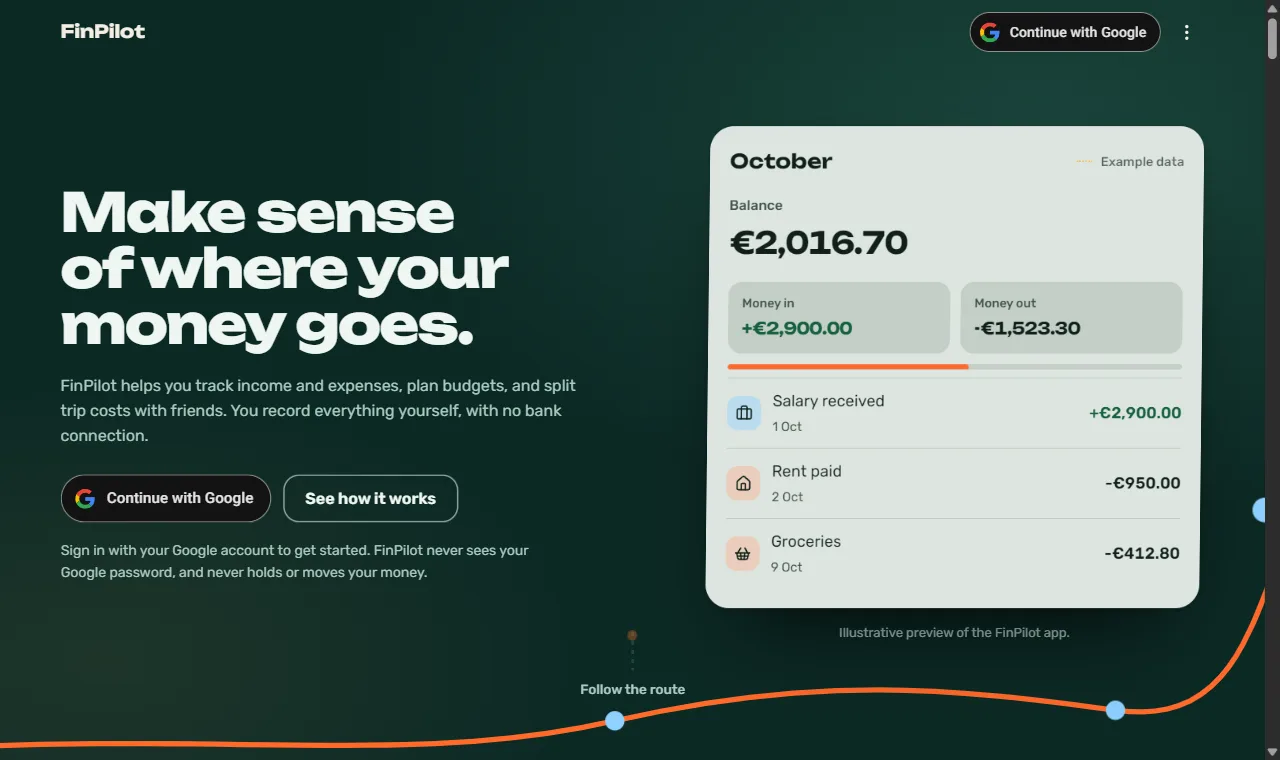 FinPilot
Continue with Google
Make sense
of where your
money goes.
FinPilot helps you track income and expenses, plan budgets, and split
trip costs with friends. You record everything yourself, with no bank
connection.
Continue with Google
See how it works
Sign in with your Google account to get started. FinPilot never sees your
Google password, and never holds or moves your money.
October
Example data
Balance
€2,016.70
Money in
+€2,900.00
Money out
-€1,523.30
Salary received
1 Oct
+€2,900.00
Rent paid
2 Oct
-€950.00
Groceries
9 Oct
-€412.80
Illustrative preview of the FinPilot app.
Follow the route